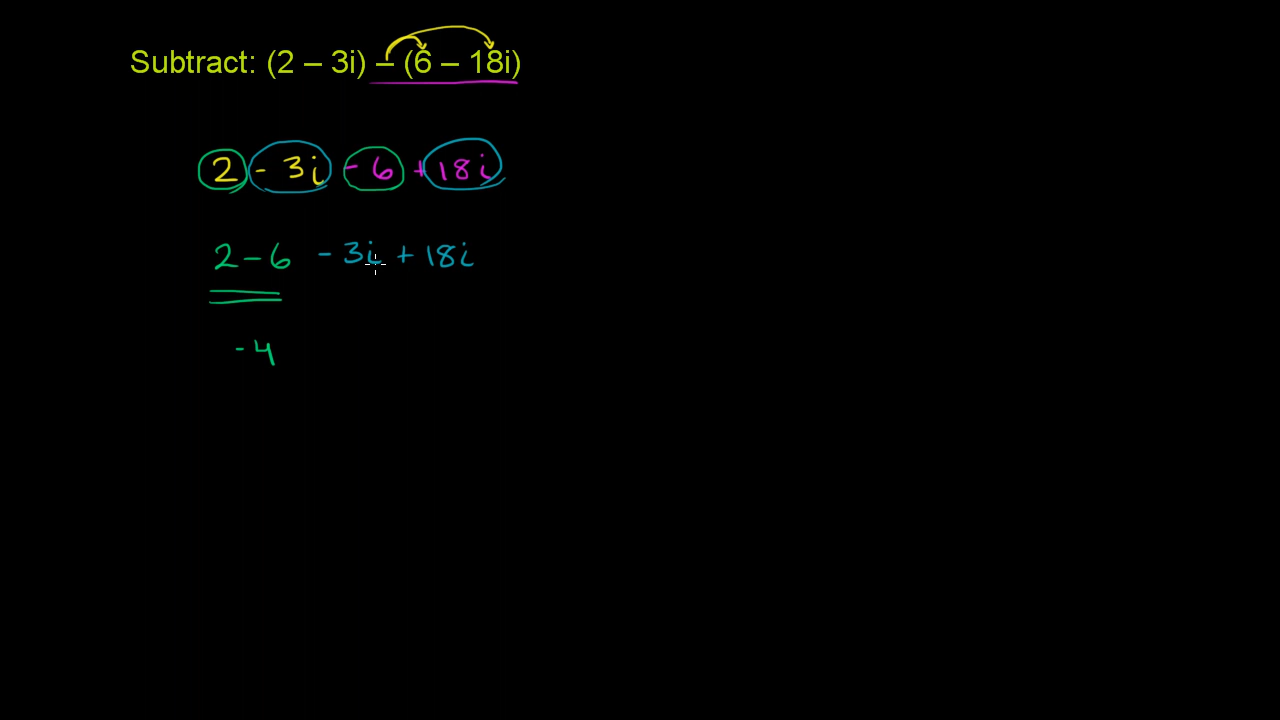 Subtract: (2 – 3i) – (6 – 18i)
2 - 3i - 6 + 18i
2 - 6 - 3i + 18i
- 4